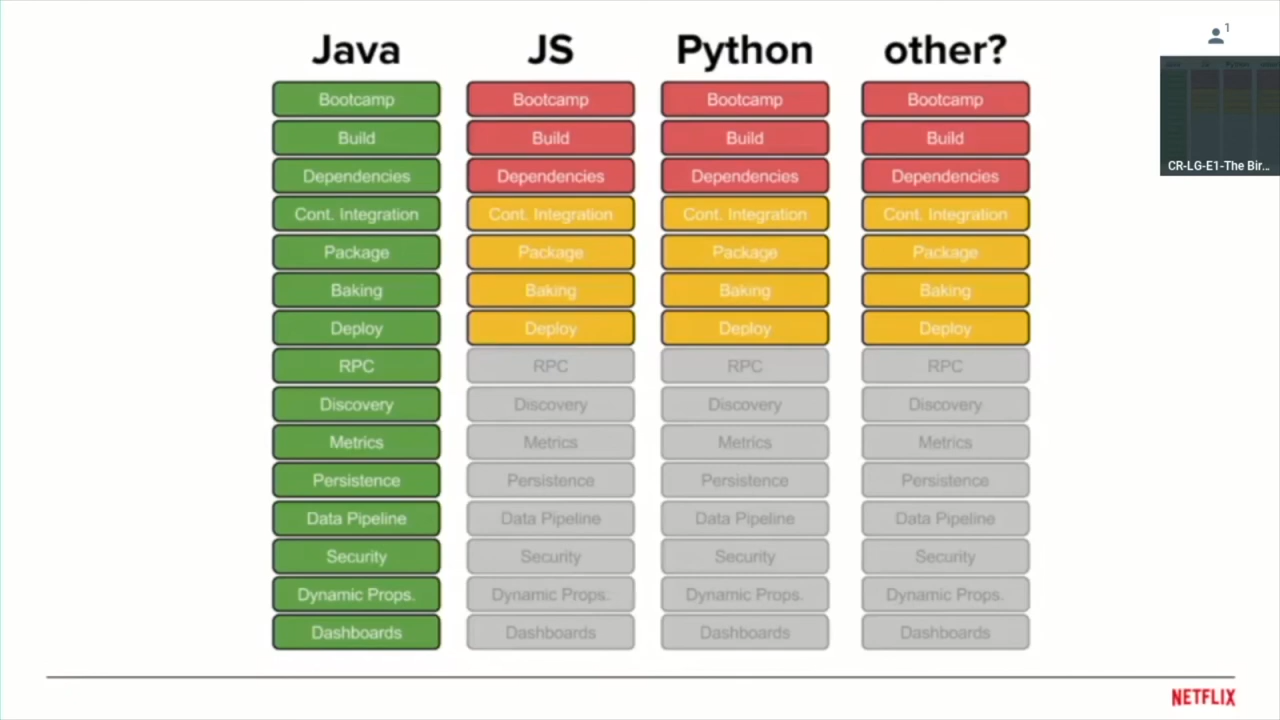 Java JS Python other?
Bootcamp Bootcamp Bootcamp Bootcamp
Build Build Build Build
Dependencies Dependencies Dependencies Dependencies
Cont. Integration Cont. Integration Cont. Integration Cont. Integration
Package Package Package Package
Baking Baking Baking Baking
Deploy Deploy Deploy Deploy
RPC RPC RPC RPC
Discovery Discovery Discovery Discovery
Metrics Metrics Metrics Metrics
Persistence Persistence Persistence Persistence
Data Pipeline Data Pipeline Data Pipeline Data Pipeline
Security Security Security Security
Dynamic Props. Dynamic Props. Dynamic Props. Dynamic Props.
Dashboards Dashboards Dashboards Dashboards
NETFLIX
1
CR-LG-E1-The Bir...